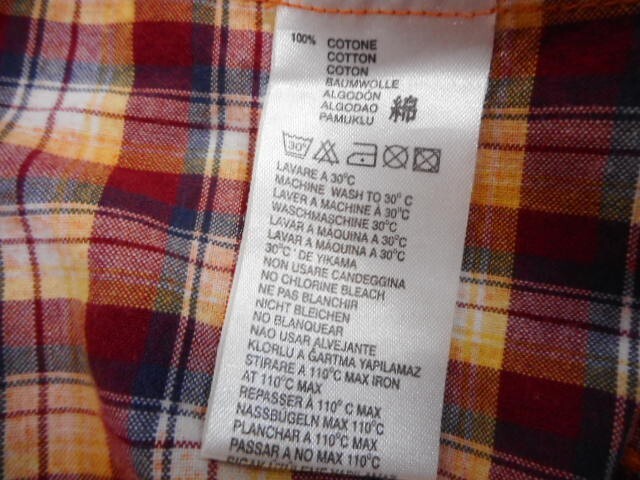 100% COTONE
COTTON
COTON
BAUMWOLLE
ALGODÓN
ALGODAO 綿
PAMUKLU
30°
LAVARE A 30°C
MACHINE WASH TO 30° C
LAVER A MACHINE À 30°C
WASCHMASCHINE 30°C
LAVAR A MAQUINA A 30°C
LAVAR A MAQUINA A 30°C
30°C ' DE YIKAMA
NON USARE CANDEGGINA
NO CHLORINE BLEACH
NE PAS BLANCHIR
NICHT BLEICHEN
NO BLANQUEAR
NAO USAR ALVEJANTE
KLORLU A ĞARTMA YAPILAMAZ
STIRARE A 110°C MAX IRON
AT 110°C MAX
REPASSER À 110° C MAX
NASSBÜGELN MAX 110°C
PLANCHAR A 110°C MAX
PASSAR A NO MAX 110°C